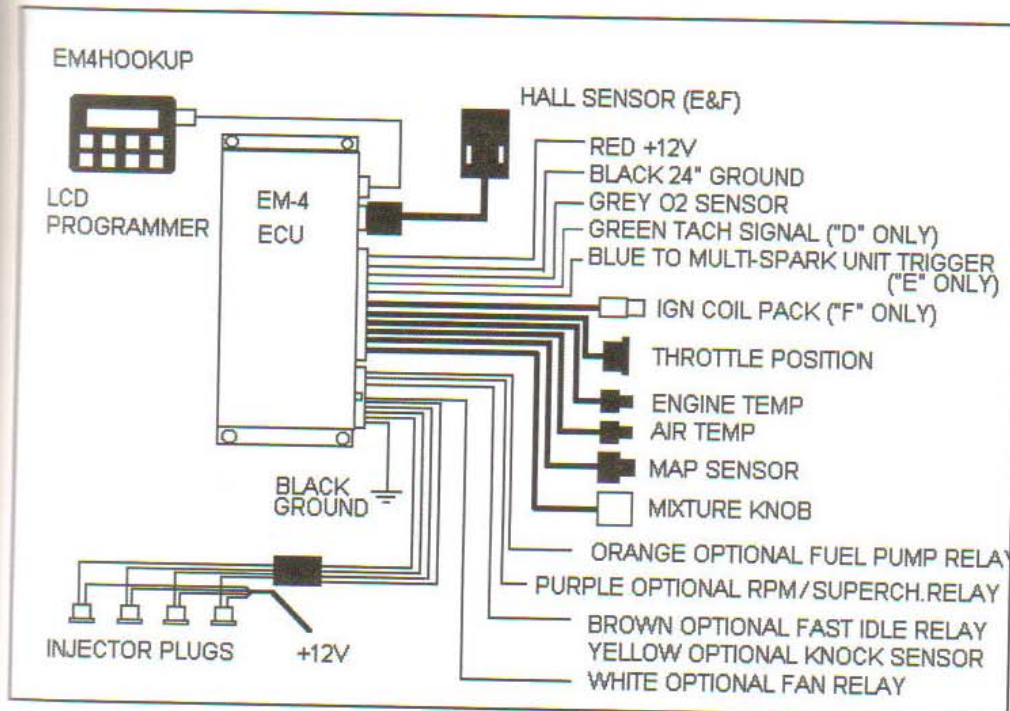 EM4HOOKUP
LCD
PROGRAMMER
EM-4
ECU
HALL SENSOR (E&F)
RED +12V
BLACK 24" GROUND
GREY O2 SENSOR
GREEN TACH SIGNAL ("D" ONLY)
BLUE TO MULTI-SPARK UNIT TRIGGER
("E" ONLY)
IGN COIL PACK ("F" ONLY)
THROTTLE POSITION
ENGINE TEMP
AIR TEMP
MAP SENSOR
MIXTURE KNOB
BLACK
GROUND
ORANGE OPTIONAL FUEL PUMP RELAY
PURPLE OPTIONAL RPM/SUPERCH.RELAY
BROWN OPTIONAL FAST IDLE RELAY
YELLOW OPTIONAL KNOCK SENSOR
WHITE OPTIONAL FAN RELAY
INJECTOR PLUGS
+12V